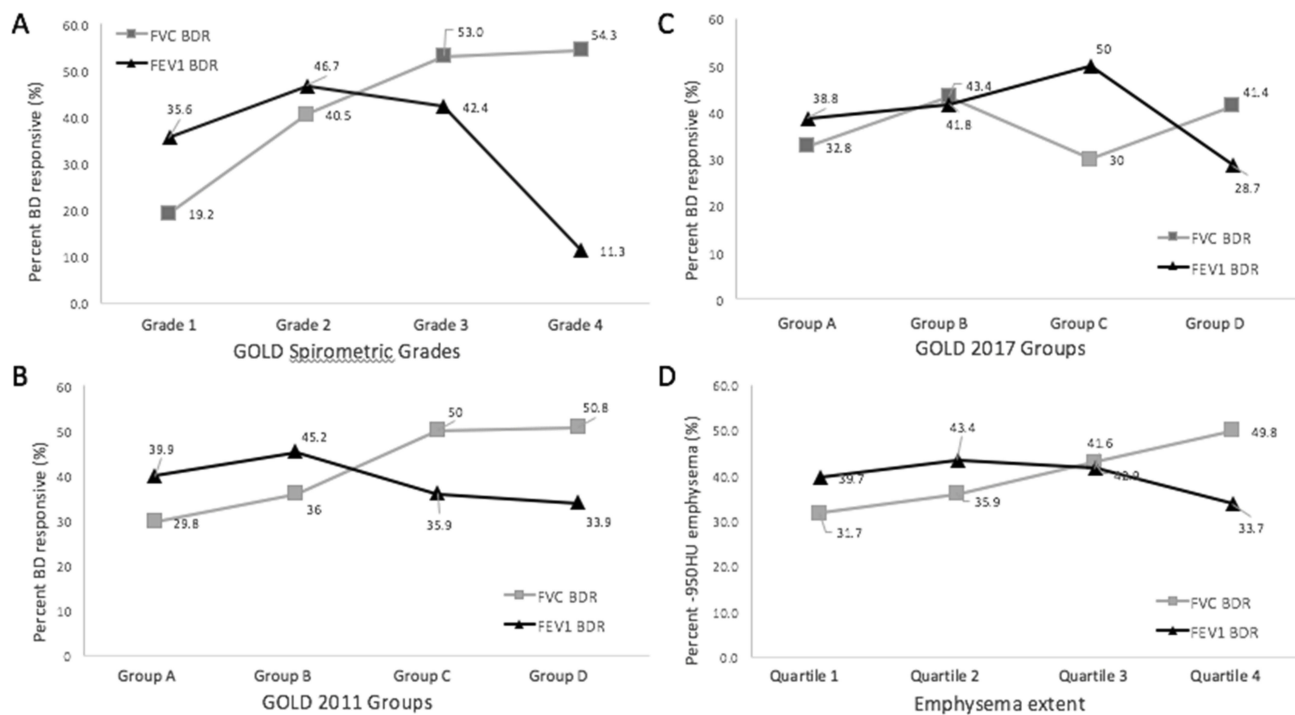 A
Percent BD responsive (%)
60.0
50.0
40.0
30.0
20.0
10.0
0.0
FVC BDR
FEV1 BDR
35.6
46.7
53.0
54.3
42.4
40.5
19.2
11.3
Grade 1 Grade 2 Grade 3 Grade 4
GOLD Spirometric Grades
C
Percent BD responsive (%)
60
50
40
30
20
10
0
38.8
43.4
50
41.4
32.8
41.8
30
28.7
FVC BDR
FEV1 BDR
Group A Group B Group C Group D
GOLD 2017 Groups
B
Percent BD responsive (%)
60
50
40
30
20
10
0
39.9
45.2
50
50.8
29.8
36
35.9
33.9
FVC BDR
FEV1 BDR
Group A Group B Group C Group D
GOLD 2011 Groups
D
Percent -950HU emphysema (%)
60.0
50.0
40.0
30.0
20.0
10.0
0.0
39.7
43.4
41.6
49.8
31.7
35.9
42.9
33.7
FVC BDR
FEV1 BDR
Quartile 1 Quartile 2 Quartile 3 Quartile 4
Emphysema extent